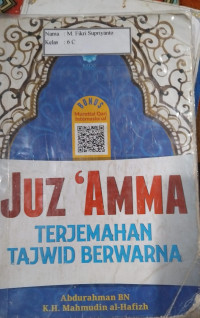 Nama : M. Fikri Supriyanto
Kelas : 6 C
BONUS
JUZ ‘AMMA
TERJEMAHAN
TAJWID BERWARNA
Abdurahman BN
K.H. Mahmudin al-Hafizh